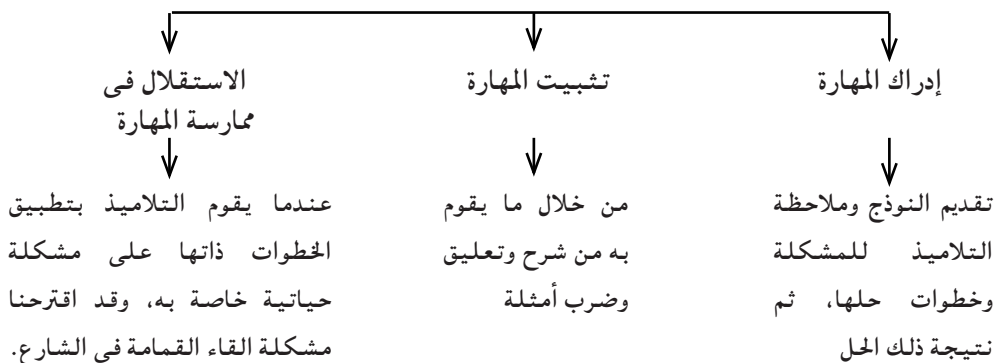 إدراك المهارة
تثبيت المهارة
الاستقلال فى
ممارسة المهارة
تقديم النوذج وملاحظة
التلاميذ للمشكلة
وخطوات حلها، ثم
نتيجة ذلك الحل
من خلال ما يقوم
به من شرح وتعليق
وضرب أمثلة
عندما يقوم التلاميذ بتطبيق
الخطوات ذاتها على مشكلة
حياتية خاصة به، وقد اقترحنا
مشكلة القاء القمامة فى الشارع.